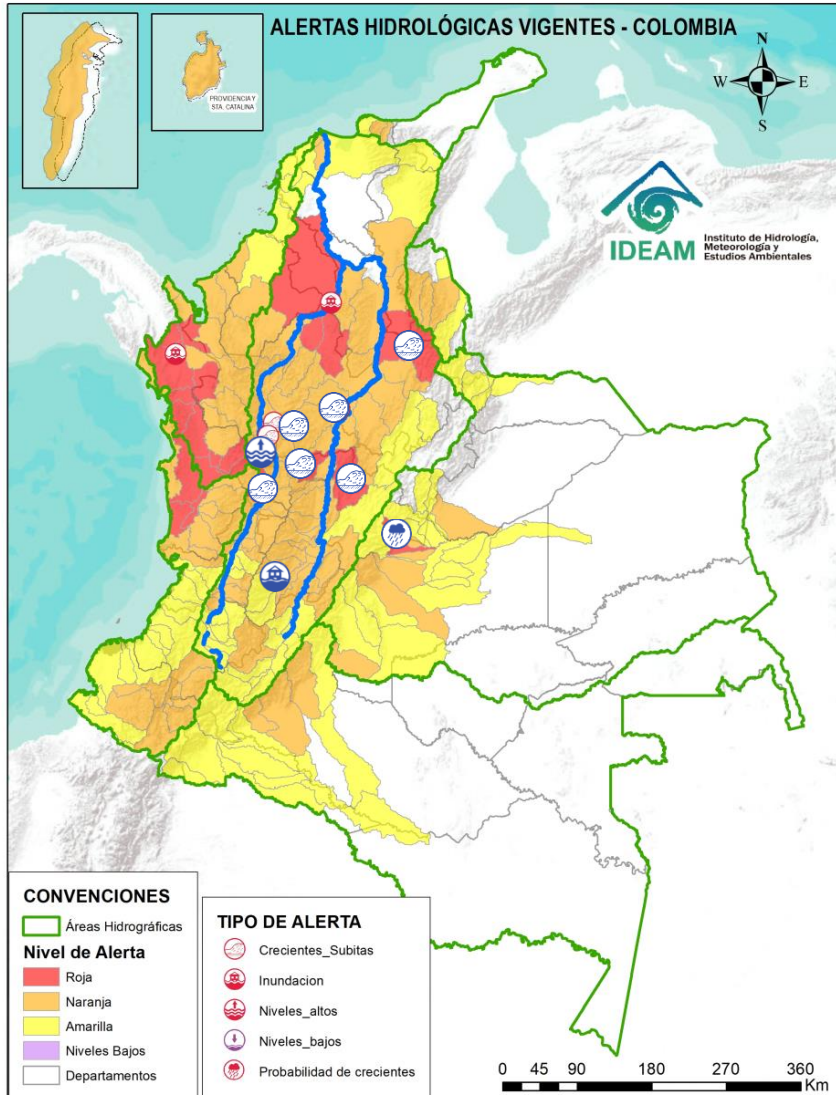 ALERTAS HIDROLÓGICAS VIGENTES - COLOMBIA
PROVIDENCIA Y
STA. CATALINA
N
W
E
S
IDEAM
Instituto de Hidrología,
Meteorología y
Estudios Ambientales
CONVENCIONES
Áreas Hidrográficas
Nivel de Alerta
Roja
Naranja
Amarilla
Niveles Bajos
Departamentos
TIPO DE ALERTA
Crecientes_Subitas
Inundacion
Niveles_altos
Niveles_bajos
Probabilidad de crecientes
0 45 90 180 270 360
Km